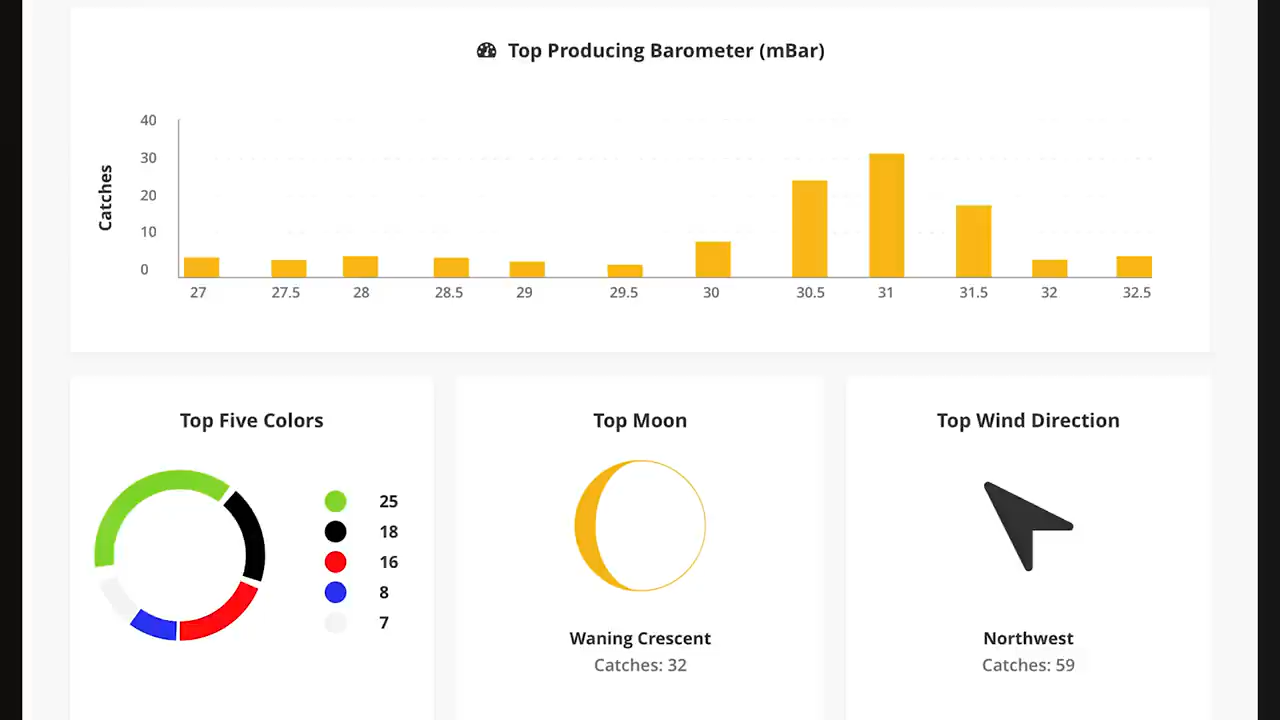 Top Producing Barometer (mBar)
Catches
40
30
20
10
0
27 27.5 28 28.5 29 29.5 30 30.5 31 31.5 32 32.5
Top Five Colors
25
18
16
8
7
Top Moon
Waning Crescent
Catches: 32
Top Wind Direction
Northwest
Catches: 59